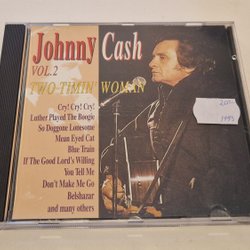 Johnny Cash
VOL.2
TWO TIMIN' WOMAN
Cry! Cry! Cry!
Luther Played The Boogie
So Doggone Lonesome
Mean Eyed Cat
Blue Train
If The Good Lord's Willing
You Tell Me
Don't Make Me Go
Belshazar
and many others
1993